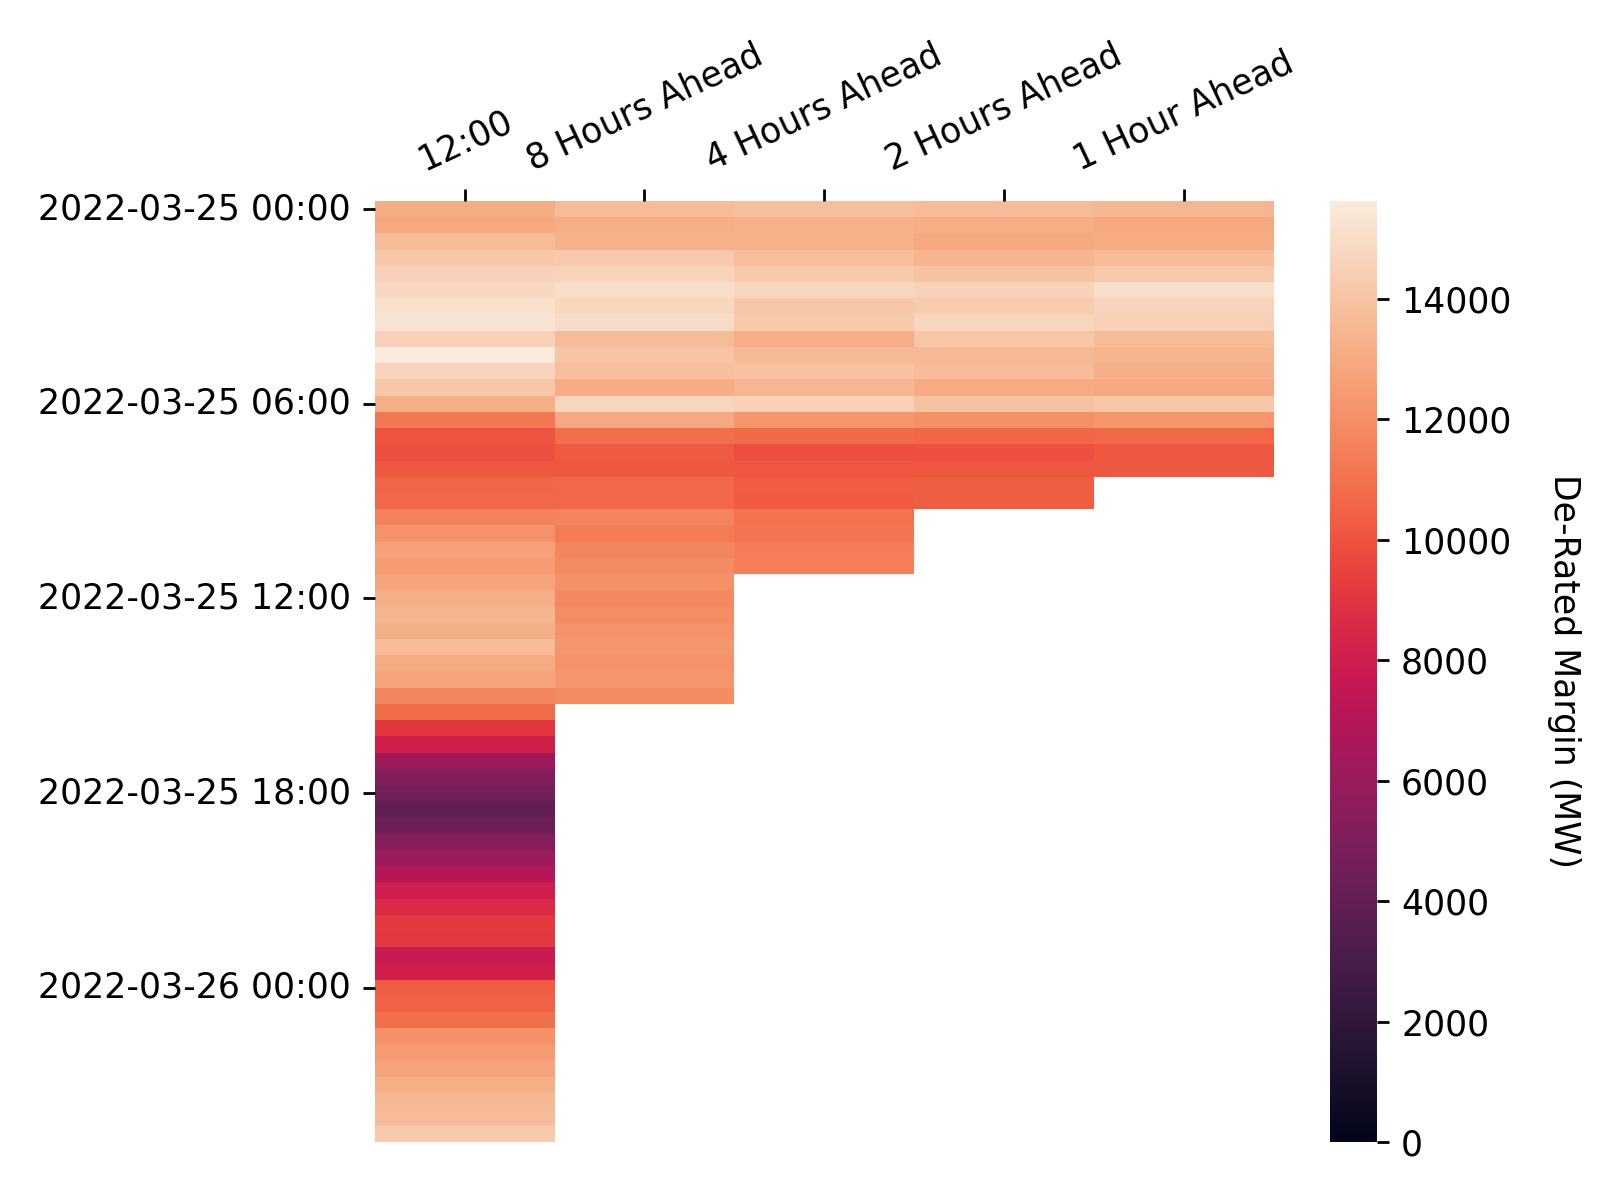 12:00
8 Hours Ahead
4 Hours Ahead
2 Hours Ahead
1 Hour Ahead
2022-03-25 00:00
2022-03-25 06:00
2022-03-25 12:00
2022-03-25 18:00
2022-03-26 00:00
14000
12000
10000
8000
6000
4000
2000
0
De-Rated Margin (MW)